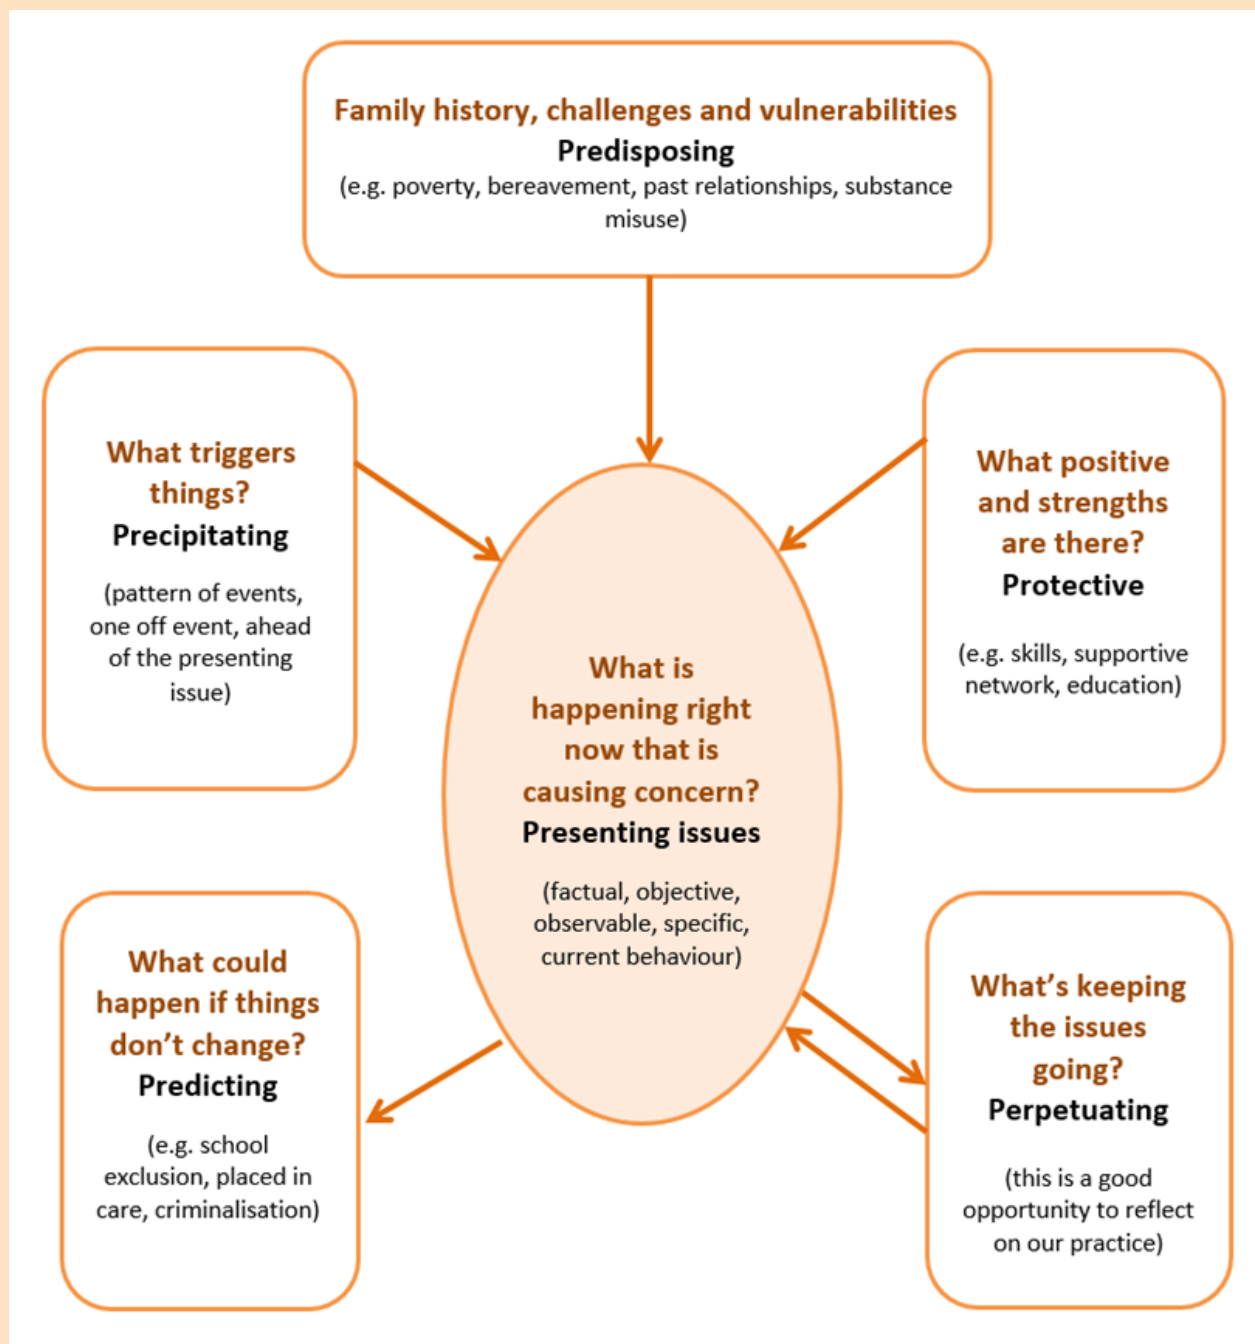 Family history, challenges and vulnerabilities
Predisposing
(e.g. poverty, bereavement, past relationships, substance
misuse)
What triggers
things?
Precipitating
(pattern of events,
one off event, ahead
of the presenting
issue)
What positive
and strengths
are there?
Protective
(e.g. skills, supportive
network, education)
What is
happening right
now that is
causing concern?
Presenting issues
(factual, objective,
observable, specific,
current behaviour)
What could
happen if things
don’t change?
Predicting
(e.g. school
exclusion, placed in
care, criminalisation)
What’s keeping
the issues
going?
Perpetuating
(this is a good
opportunity to reflect
on our practice)